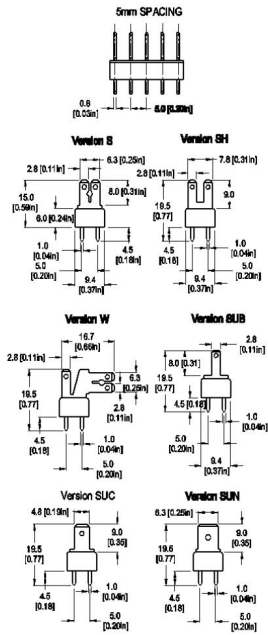 5mm SPACING
0.8
[0.03in]
5.0 [0.20in]
Version S
6.3 [0.25in]
2.8 [0.11in]
15.0
[0.59in]
8.0 [0.31in]
6.0 [0.24in]
1.0
[0.04in]
4.5
[0.18in]
5.0
[0.20in]
9.4
[0.37in]
Version SH
7.8 [0.31in]
2.8 [0.11in]
9.0
19.5
[0.77]
4.5
[0.18]
1.0
[0.04in]
5.0
[0.20in]
9.4
[0.37in]
Version W
16.7
[0.66in]
2.8 [0.11in]
6.3
[0.25in]
19.5
[0.77]
2.8
[0.11in]
4.5
[0.18]
1.0
[0.04in]
5.0
[0.20in]
Version SUB
2.8
[0.11in]
8.0 [0.31]
19.5
[0.77]
4.5 [0.18]
1.0
[0.04in]
5.0
[0.20in]
9.4
[0.37in]
Version SUC
4.8 [0.19in]
9.0
[0.35]
19.5
[0.77]
4.5
[0.18]
1.0
[0.04in]
5.0
[0.20in]
Version SUN
6.3 [0.25in]
9.0
[0.35]
19.6
[0.77]
4.5
[0.18]
1.0
[0.04in]
5.0
[0.20in]